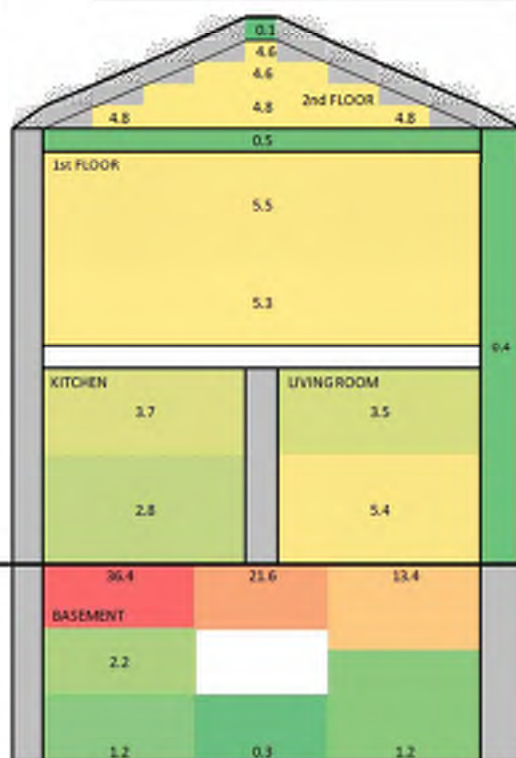 0.1
4.6
4.6
4.8 2nd FLOOR
4.8 4.8
0.5
1st FLOOR
5.5
5.3
0.4
KITCHEN LIVINGROOM
3.7 3.5
2.8 5.4
36.4 21.6 13.4
BASEMENT
2.2
1.2 0.3 1.2